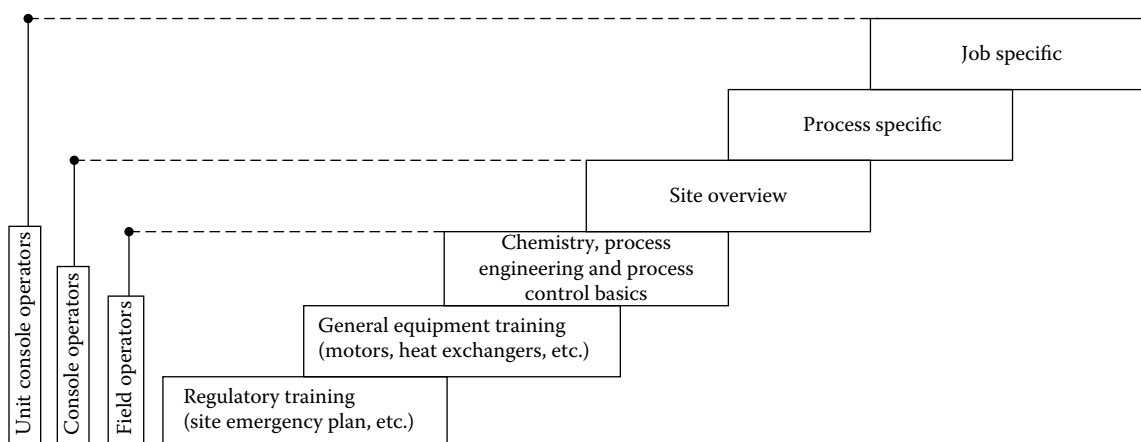 Job specific
Process specific
Site overview
Chemistry, process
engineering and process
control basics
General equipment training
(motors, heat exchangers, etc.)
Regulatory training
(site emergency plan, etc.)
Unit console operators
Console operators
Field operators